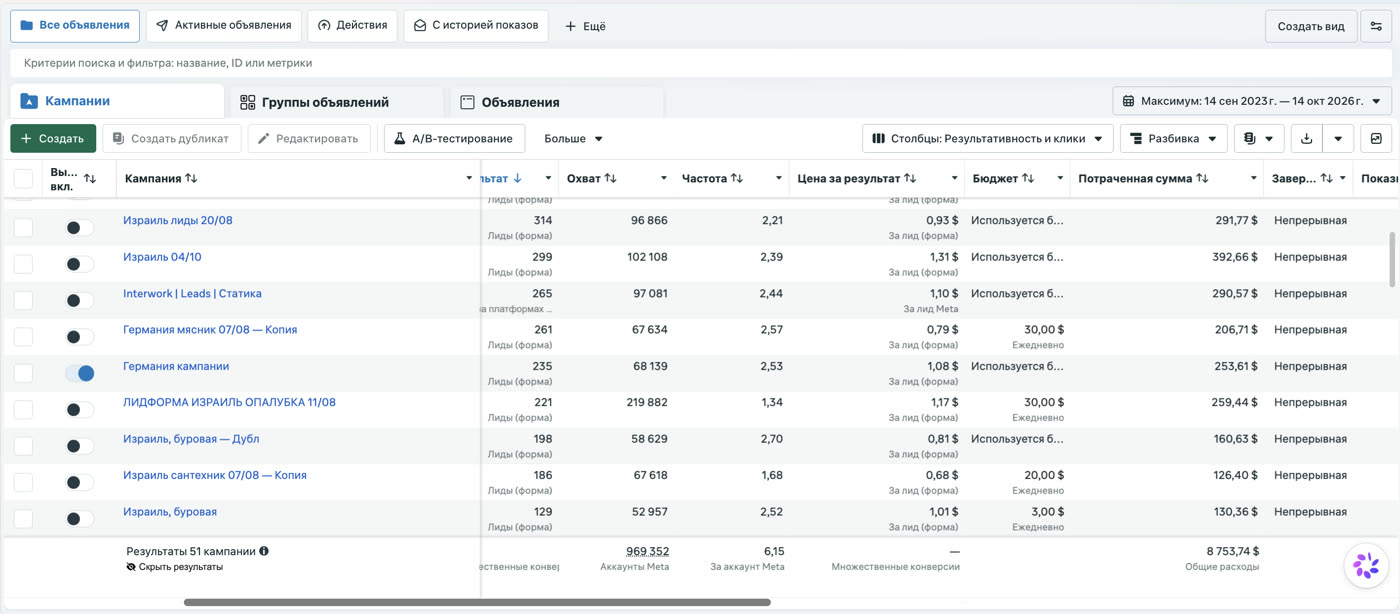 Все объявления Активные объявления Действия С историей показов + Ещё Создать вид
Критерии поиска и фильтра: название, ID или метрики
Кампании Группы объявлений Объявления Максимум: 14 сен 2023 г. — 14 окт 2026 г.
+ Создать Создать дубликат Редактировать A/B-тестирование Больше Столбцы: Результативность и клики Разбивка
Вы... вкл. Кампания льтат Охват Частота Цена за результат Бюджет Потраченная сумма Завер... Показы
Лиды (форма) За лид (форма)
Израиль лиды 20/08 314 96 866 2,21 0,93 $ Используется б... 291,77 $ Непрерывная
Лиды (форма) За лид (форма)
Израиль 04/10 299 102 108 2,39 1,31 $ Используется б... 392,66 $ Непрерывная
Лиды (форма) За лид (форма)
Interwork | Leads | Статика 265 97 081 2,44 1,10 $ Используется б... 290,57 $ Непрерывная
а платформах ... За лид Meta
Германия мясник 07/08 — Копия 261 67 634 2,57 0,79 $ 30,00 $ 206,71 $ Непрерывная
Лиды (форма) За лид (форма) Ежедневно
Германия кампании 235 68 139 2,53 1,08 $ Используется б... 253,61 $ Непрерывная
Лиды (форма) За лид (форма)
ЛИДФОРМА ИЗРАИЛЬ ОПАЛУБКА 11/08 221 219 882 1,34 1,17 $ 30,00 $ 259,44 $ Непрерывная
Лиды (форма) За лид (форма) Ежедневно
Израиль, буровая — Дубл 198 58 629 2,70 0,81 $ Используется б... 160,63 $ Непрерывная
Лиды (форма) За лид (форма)
Израиль сантехник 07/08 — Копия 186 67 618 1,68 0,68 $ 20,00 $ 126,40 $ Непрерывная
Лиды (форма) За лид (форма) Ежедневно
Израиль, буровая 129 52 957 2,52 1,01 $ 3,00 $ 130,36 $ Непрерывная
Лиды (форма) За лид (форма) Ежедневно
Результаты 51 кампании 969 352 6,15 — 8 753,74 $
Скрыть результаты ественные конвер Аккаунты Meta За аккаунт Meta Множественные конверсии Общие расходы